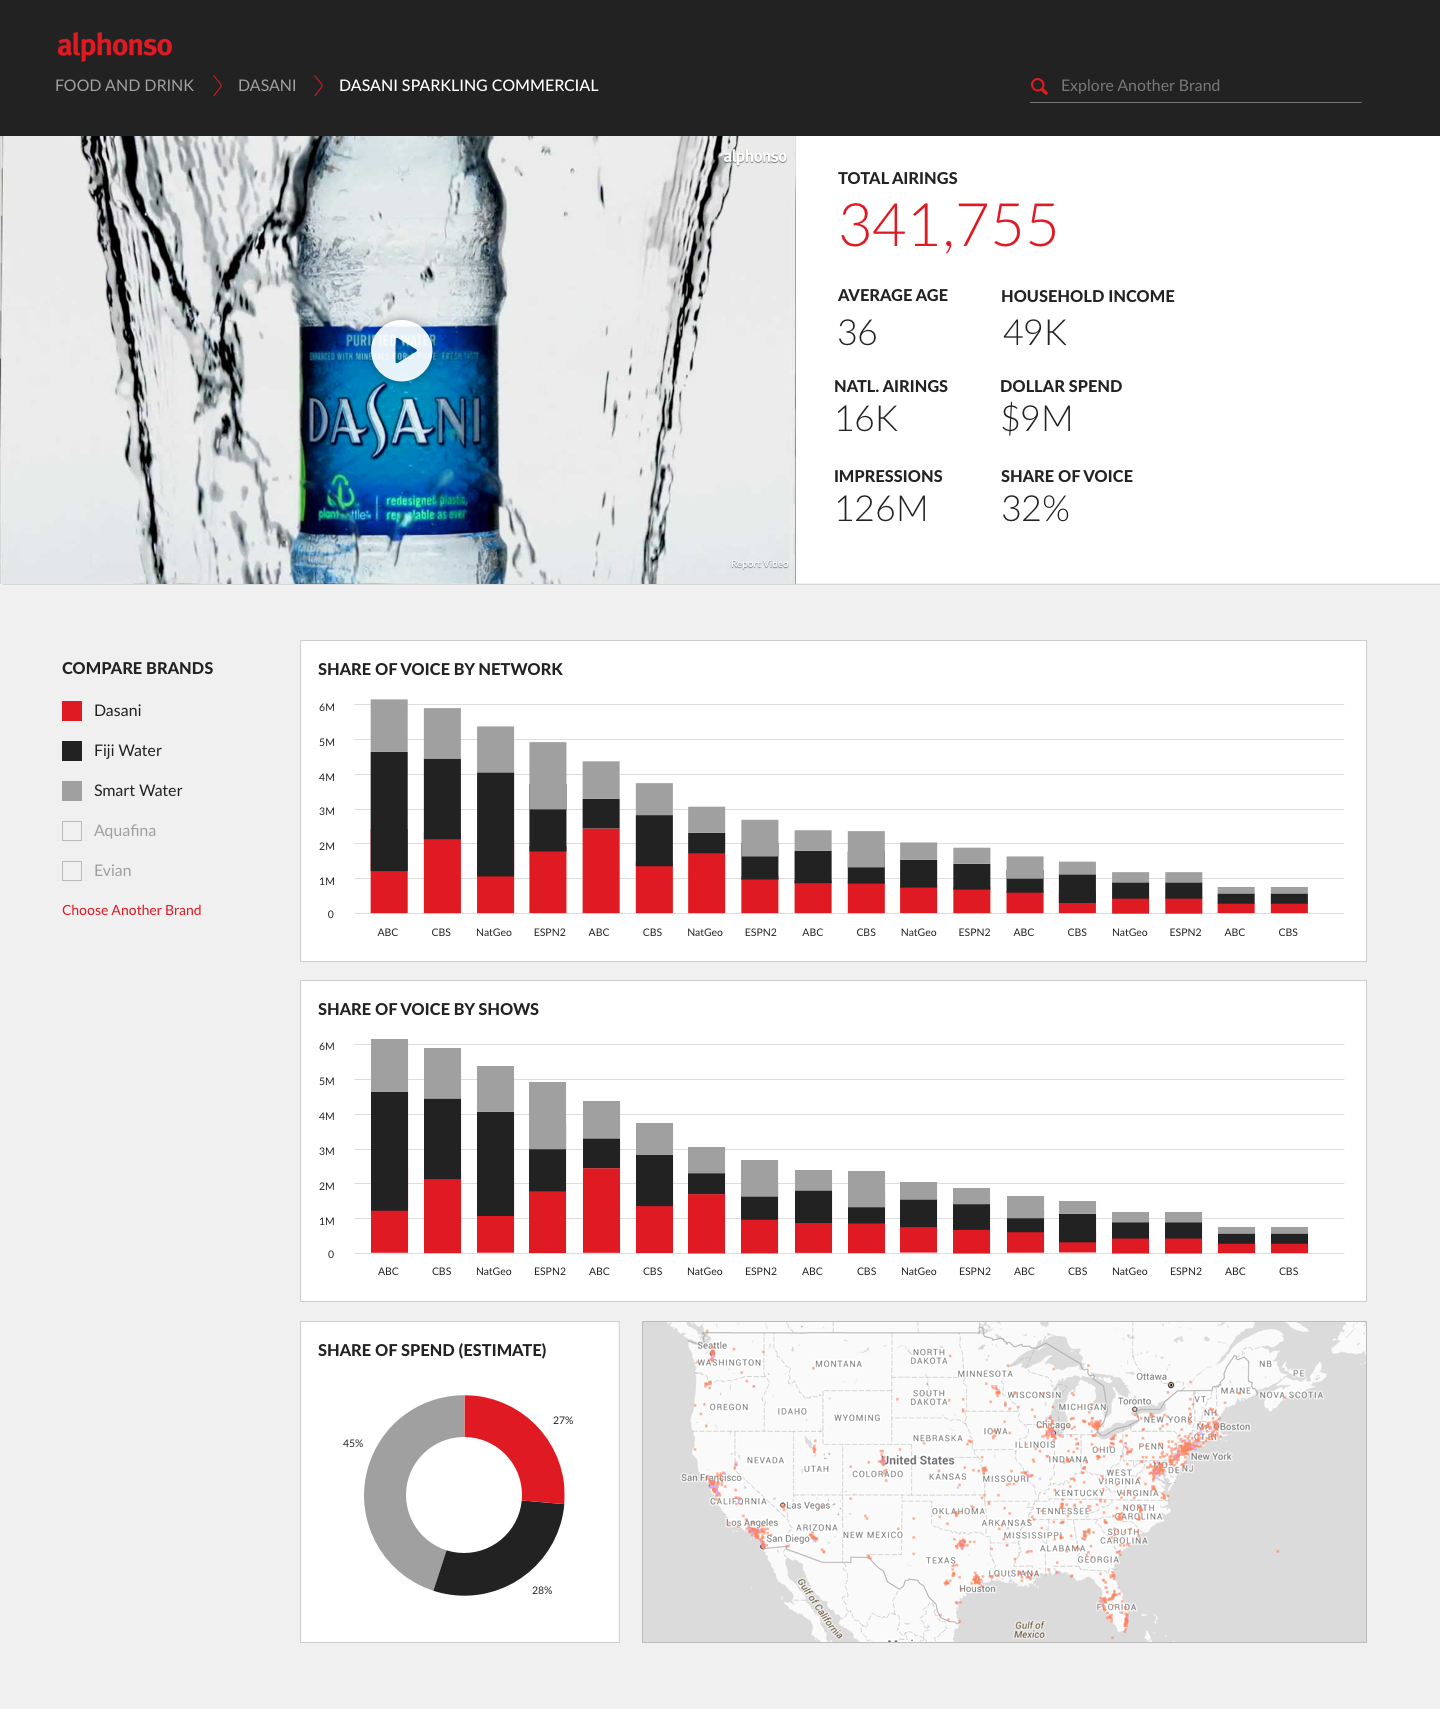 alphonso
FOOD AND DRINK
DASANI
DASANI SPARKLING COMMERCIAL
Explore Another Brand
alphonso
PURIFIED WATER
DASANI
redesigned plastic,
as ever
Report Video
TOTAL AIRINGS
341,755
AVERAGE AGE HOUSEHOLD INCOME
36 49K
NATL. AIRINGS DOLLAR SPEND
16K $9M
IMPRESSIONS SHARE OF VOICE
126M 32%
COMPARE BRANDS
Dasani
Fiji Water
Smart Water
Aquafina
Evian
Choose Another Brand
SHARE OF VOICE BY NETWORK
6M
5M
4M
3M
2M
1M
0
ABC CBS NatGeo ESPN2 ABC CBS NatGeo ESPN2 ABC CBS NatGeo ESPN2 ABC CBS NatGeo ESPN2 ABC CBS
SHARE OF VOICE BY SHOWS
6M
5M
4M
3M
2M
1M
0
ABC CBS NatGeo ESPN2 ABC CBS NatGeo ESPN2 ABC CBS NatGeo ESPN2 ABC CBS NatGeo ESPN2 ABC CBS
SHARE OF SPEND (ESTIMATE)
27%
45%
28%
Seattle
WASHINGTON
MONTANA
NORTH
DAKOTA
MINNESOTA
Ottawa
NB
PE
NOVA SCOTIA
MAINE
VT
NH
OREGON
IDAHO
WYOMING
SOUTH
DAKOTA
WISCONSIN
MICHIGAN
Toronto
NEW YORK
MA
Boston
CT RI
Chicago
IOWA
NEBRASKA
ILLINOIS
INDIANA
OHIO
PENN
New York
NEVADA
UTAH
COLORADO
United States
KANSAS
MISSOURI
WEST
VIRGINIA
MD
DE
NJ
San Francisco
CALIFORNIA
Las Vegas
KENTUCKY
VIRGINIA
Los Angeles
San Diego
ARIZONA
NEW MEXICO
OKLAHOMA
ARKANSAS
TENNESSEE
NORTH
CAROLINA
MISSISSIPPI
ALABAMA
SOUTH
CAROLINA
GEORGIA
TEXAS
LOUISIANA
Houston
FLORIDA
Gulf of California
Gulf of
Mexico